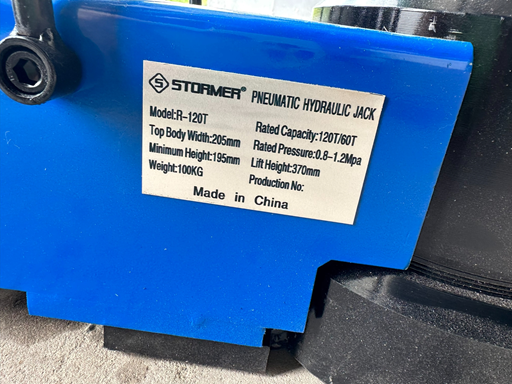 S STORMER® PNEUMATIC HYDRAULIC JACK
Model:R-120T Rated Capacity:120T/60T
Top Body Width:205mm Rated Pressure:0.8-1.2Mpa
Minimum Height:195mm Lift Height:370mm
Weight:100KG Production No:
Made in China